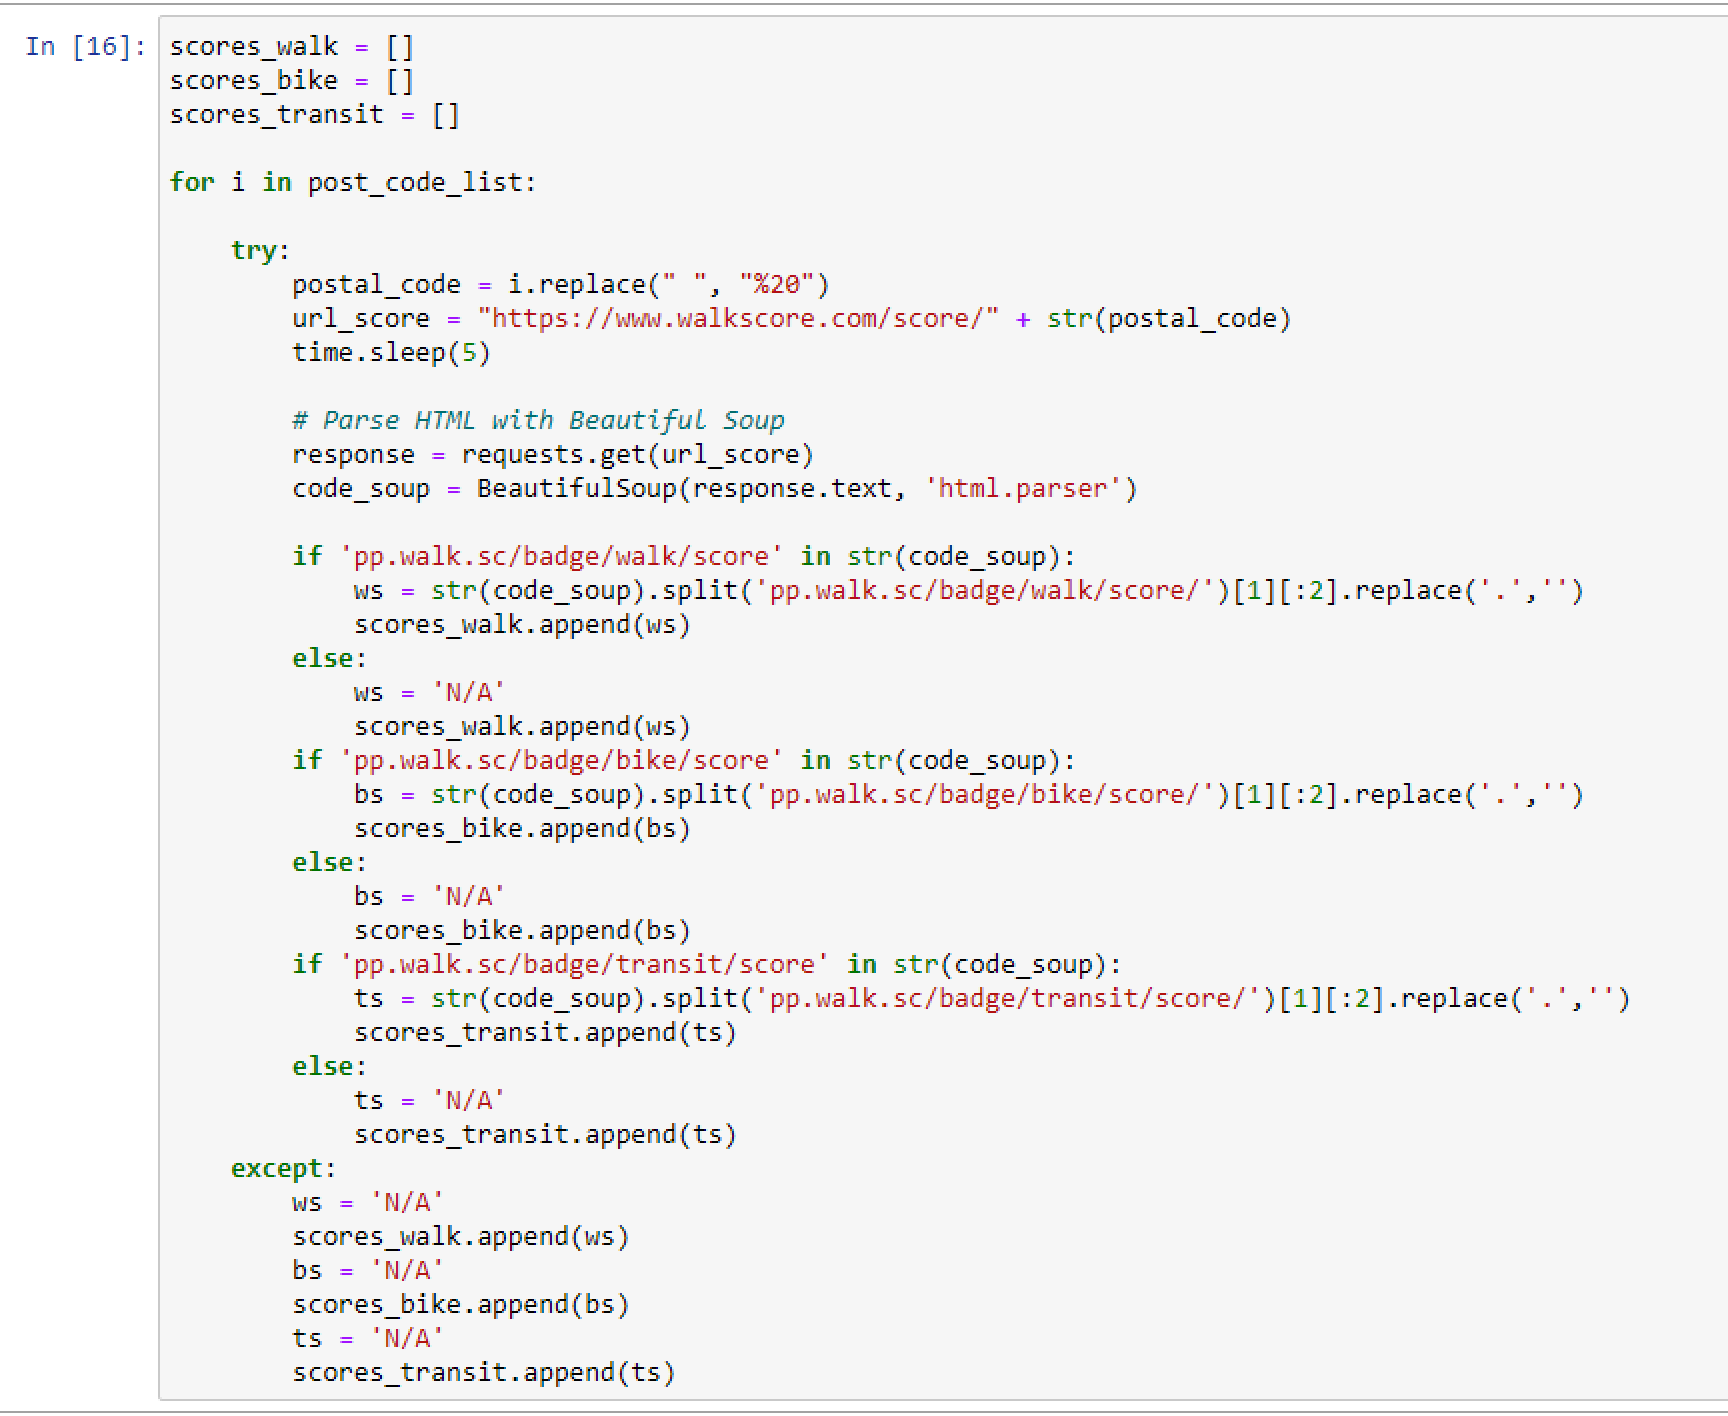 In [16]: scores_walk = []
scores_bike = []
scores_transit = []
for i in post_code_list:
    try:
        postal_code = i.replace(" ", "%20")
        url_score = "https://www.walkscore.com/score/" + str(postal_code)
        time.sleep(5)
        # Parse HTML with Beautiful Soup
        response = requests.get(url_score)
        code_soup = BeautifulSoup(response.text, 'html.parser')
        if 'pp.walk.sc/badge/walk/score' in str(code_soup):
            ws = str(code_soup).split('pp.walk.sc/badge/walk/score/')[1][:2].replace('.','')
            scores_walk.append(ws)
        else:
            ws = 'N/A'
            scores_walk.append(ws)
        if 'pp.walk.sc/badge/bike/score' in str(code_soup):
            bs = str(code_soup).split('pp.walk.sc/badge/bike/score/')[1][:2].replace('.','')
            scores_bike.append(bs)
        else:
            bs = 'N/A'
            scores_bike.append(bs)
        if 'pp.walk.sc/badge/transit/score' in str(code_soup):
            ts = str(code_soup).split('pp.walk.sc/badge/transit/score/')[1][:2].replace('.','')
            scores_transit.append(ts)
        else:
            ts = 'N/A'
            scores_transit.append(ts)
    except:
        ws = 'N/A'
        scores_walk.append(ws)
        bs = 'N/A'
        scores_bike.append(bs)
        ts = 'N/A'
        scores_transit.append(ts)